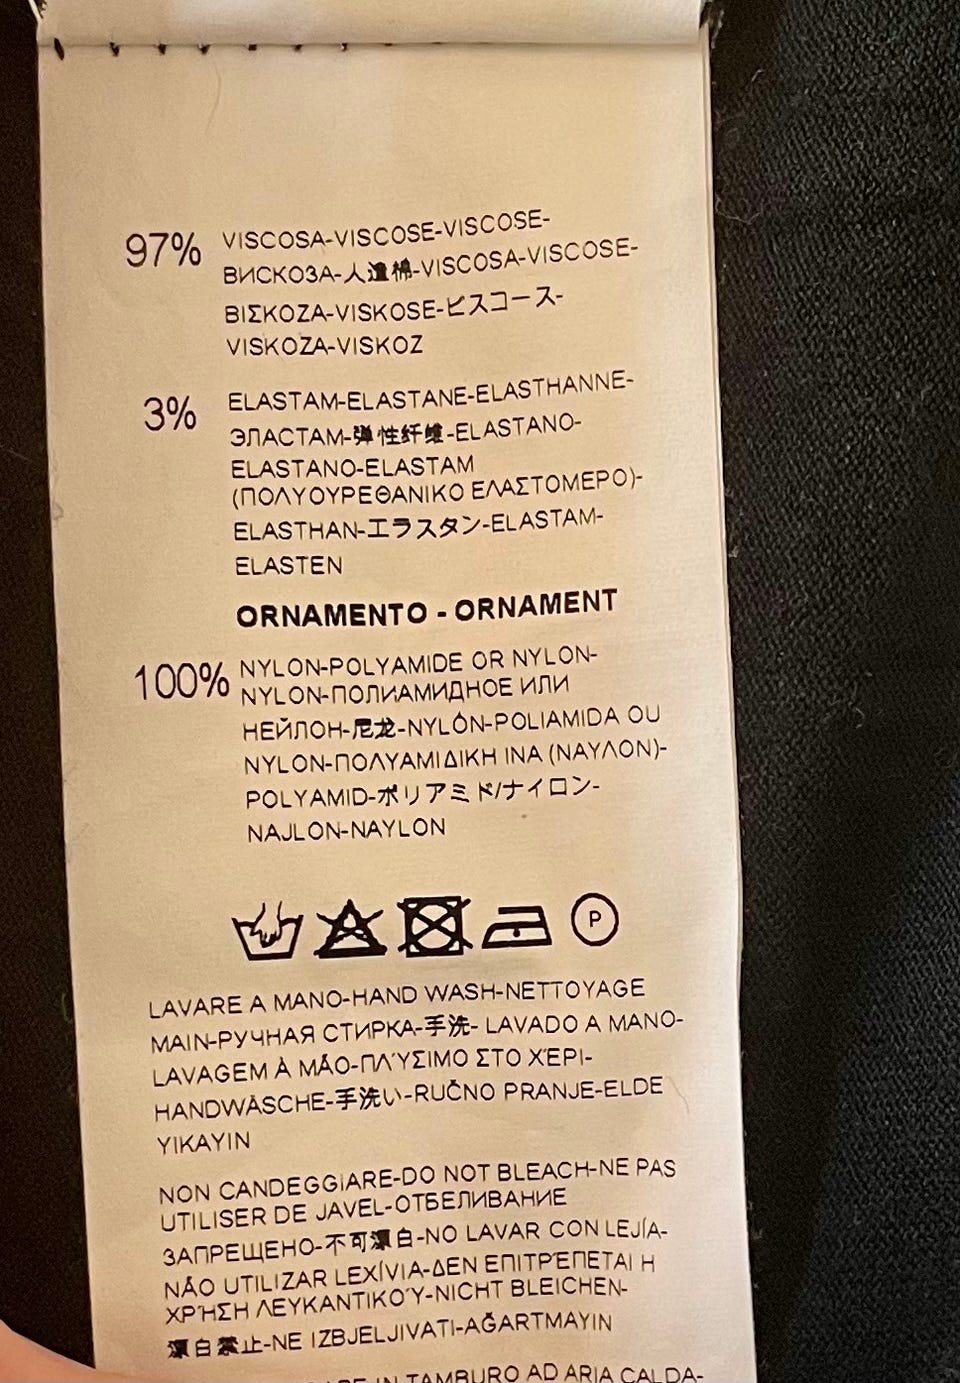 97% VISCOSA-VISCOSE-VISCOSE-
ВИСКОЗА-人造棉-VISCOSA-VISCOSE-
ΒΙΣΚΟΖΑ-VISKOSE-ビスコース-
VISKOZA-VISKOZ
3% ELASTAM-ELASTANE-ELASTHANNE-
ЭЛАСТАМ-弹性纤维-ELASTANO-
ELASTANO-ELASTAM
(ΠΟΛΥΟΥΡΕΘΑΝΙΚΟ ΕΛΑΣΤΟΜΕΡΟ)-
ELASTHAN-エラスタン-ELASTAM-
ELASTEN
ORNAMENTO - ORNAMENT
100% NYLON-POLYAMIDE OR NYLON-
NYLON-ПОЛИАМИДНОЕ ИЛИ
НЕЙЛОН-尼龙-NYLÓN-POLIAMIDA OU
NYLON-ΠΟΛΥΑΜΙΔΙΚΗ ΙΝΑ (ΝΑΥΛΟΝ)-
POLYAMID-ポリアミド/ナイロン-
NAJLON-NAYLON
P
LAVARE A MANO-HAND WASH-NETTOYAGE
MAIN-РУЧНАЯ СТИРКА-手洗- LAVADO A MANO-
LAVAGEM À MÃO-ΠΛΎΣΙΜΟ ΣΤΟ ΧΈΡΙ-
HANDWÄSCHE-手洗い-RUČNO PRANJE-ELDE
YIKAYIN
NON CANDEGGIARE-DO NOT BLEACH-NE PAS
UTILISER DE JAVEL-ОТБЕЛИВАНИЕ
ЗАПРЕЩЕНО-不可漂白-NO LAVAR CON LEJÍA-
NÃO UTILIZAR LEXÍVIA-ΔΕΝ ΕΠΙΤΡΈΠΕΤΑΙ Η
ΧΡΉΣΗ ΛΕΥΚΑΝΤΙΚΟΎ-NICHT BLEICHEN-
漂白禁止-NE IZBJELJIVATI-AĞARTMAYIN
IN TAMBURO AD ARIA CALDA-